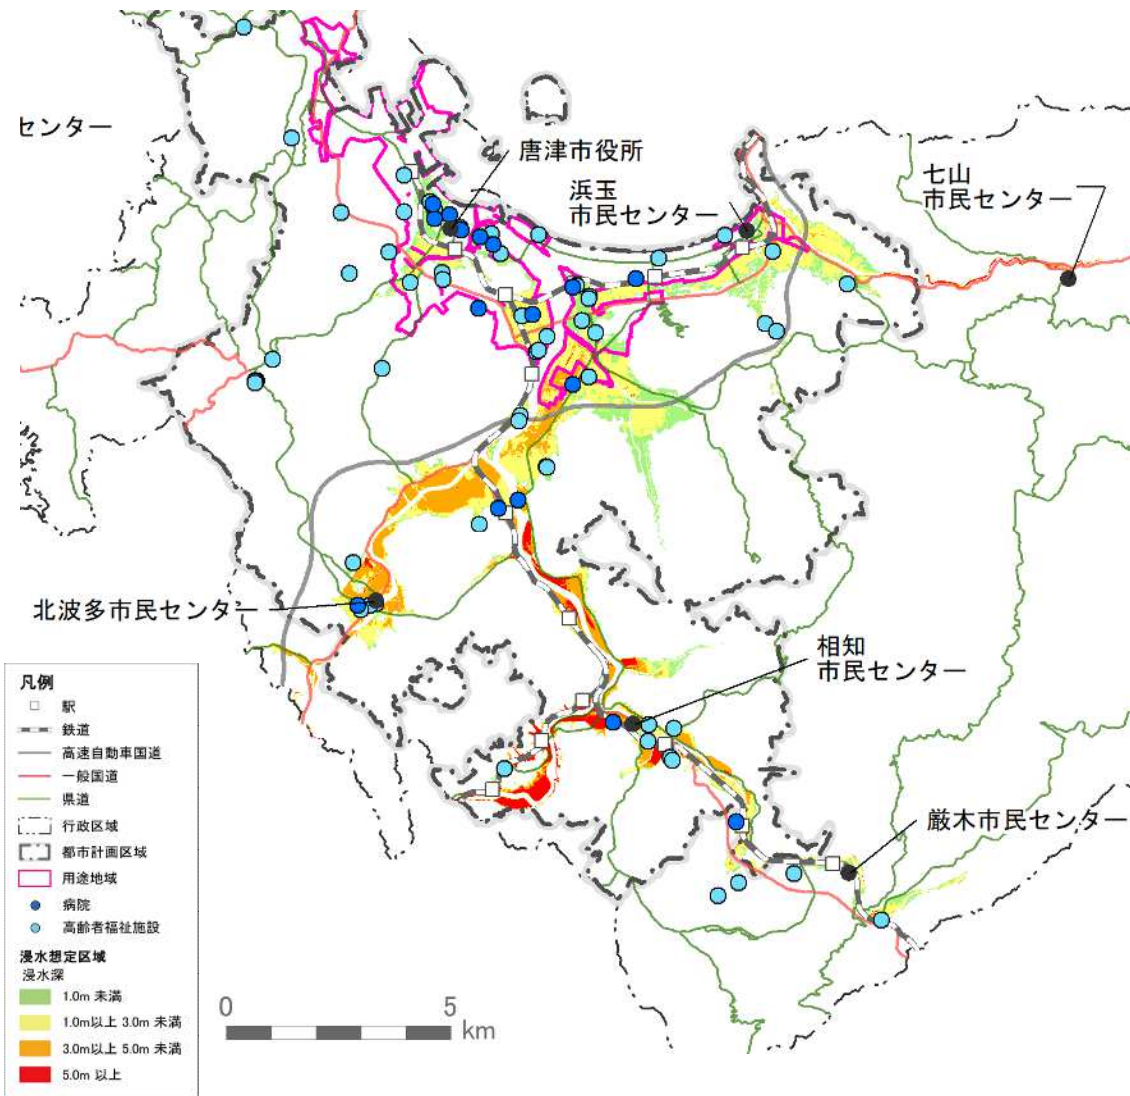 センター
唐津市役所
浜玉
市民センター
七山
市民センター
北波多市民センター
相知
市民センター
厳木市民センター
凡例
駅
鉄道
高速自動車国道
一般国道
県道
行政区域
都市計画区域
用途地域
病院
高齢者福祉施設
浸水想定区域
浸水深
1.0m 未満
1.0m以上 3.0m 未満
3.0m以上 5.0m 未満
5.0m 以上
0 5
km